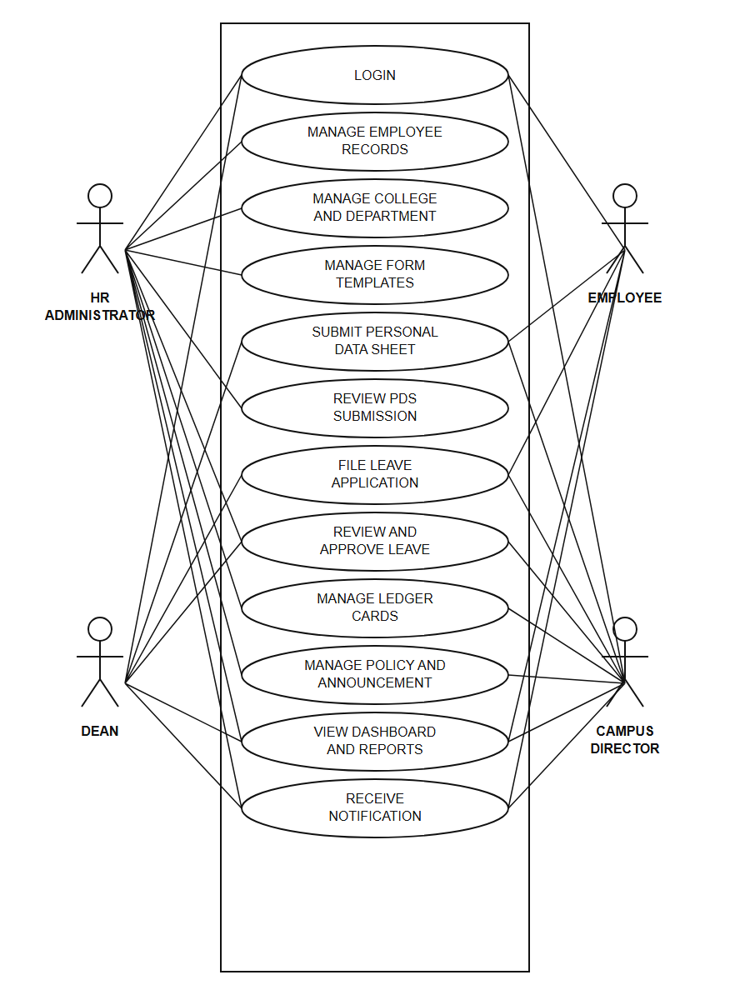 LOGIN
MANAGE EMPLOYEE
RECORDS
MANAGE COLLEGE
AND DEPARTMENT
MANAGE FORM
TEMPLATES
HR
ADMINISTRATOR
EMPLOYEE
SUBMIT PERSONAL
DATA SHEET
REVIEW PDS
SUBMISSION
FILE LEAVE
APPLICATION
REVIEW AND
APPROVE LEAVE
MANAGE LEDGER
CARDS
MANAGE POLICY AND
ANNOUNCEMENT
DEAN
CAMPUS
DIRECTOR
VIEW DASHBOARD
AND REPORTS
RECEIVE
NOTIFICATION